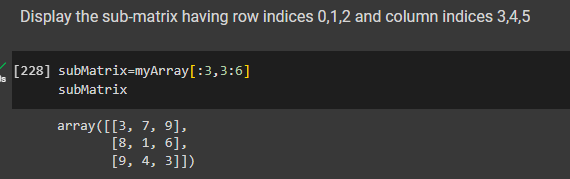 Display the sub-matrix having row indices 0,1,2 and column indices 3,4,5
[228] subMatrix=myArray[:3,3:6]
subMatrix
array([[3, 7, 9],
[8, 1, 6],
[9, 4, 3]])